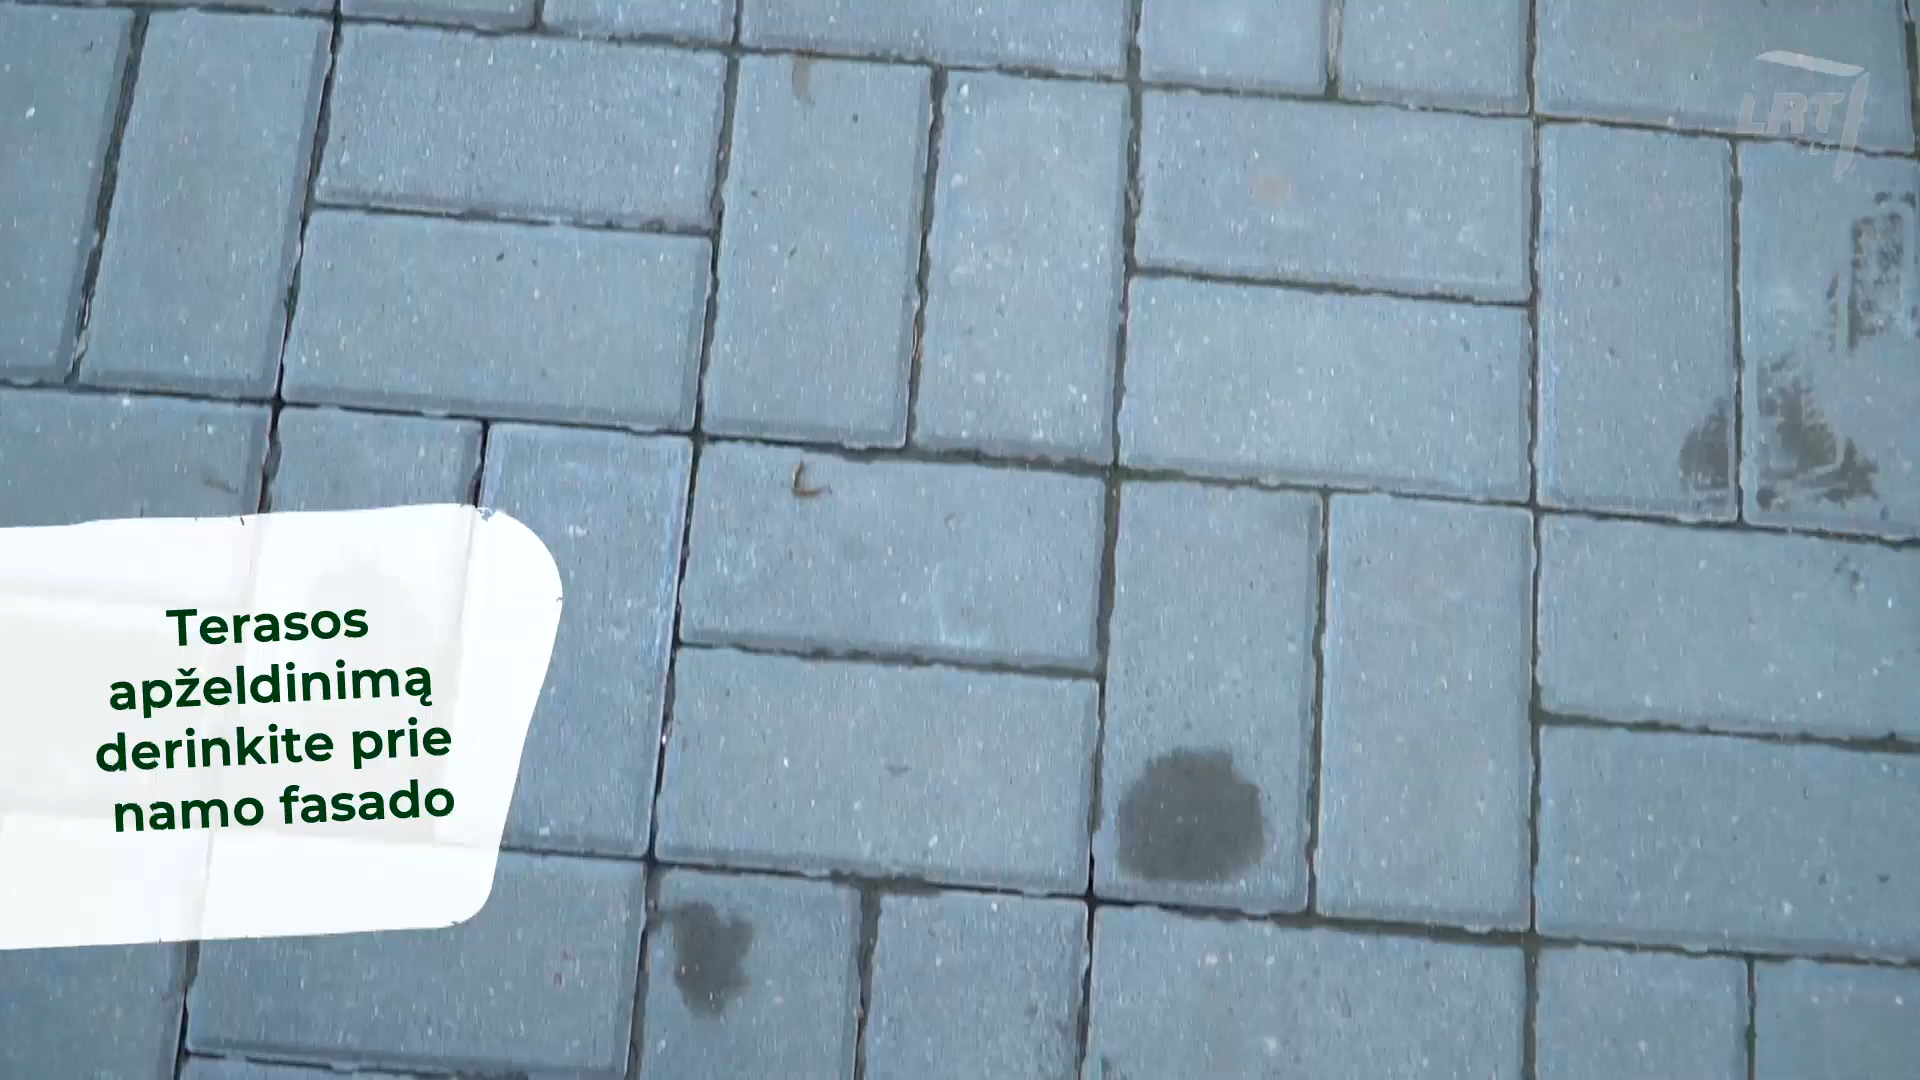 LRT
Terasos
apželdinimą
derinkite prie
namo fasado